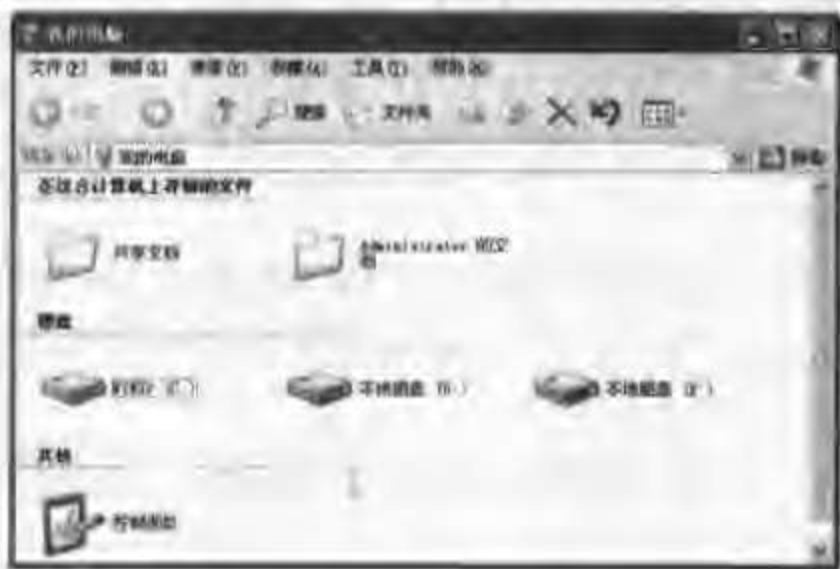 我的电脑
文件(F) 编辑(E) 查看(V) 收藏(A) 工具(T) 帮助(H)
搜索 文件夹
我的电脑 转到
在这台计算机上存储的文件
共享文档 Administrator 的文档
硬盘
本地磁盘 本地磁盘
其他
控制面板